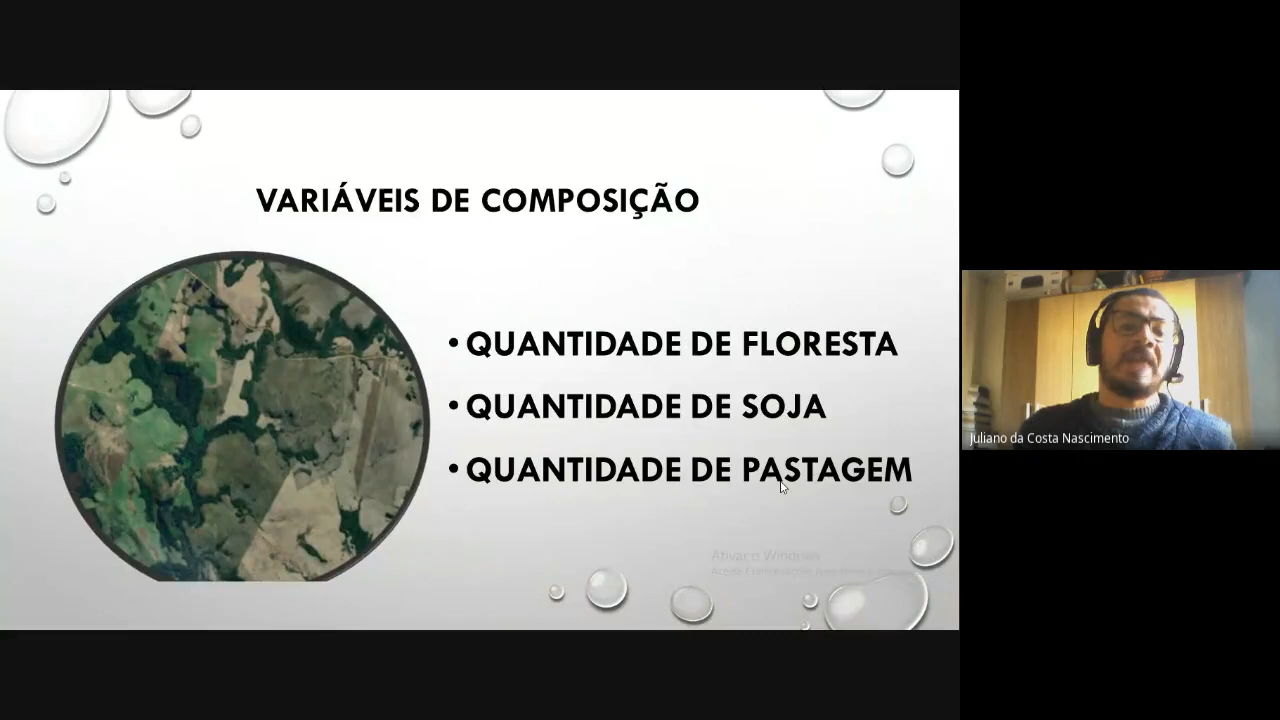 VARIÁVEIS DE COMPOSIÇÃO
• QUANTIDADE DE FLORESTA
• QUANTIDADE DE SOJA
• QUANTIDADE DE PASTAGEM
Ativar o Windows
Juliano da Costa Nascimento